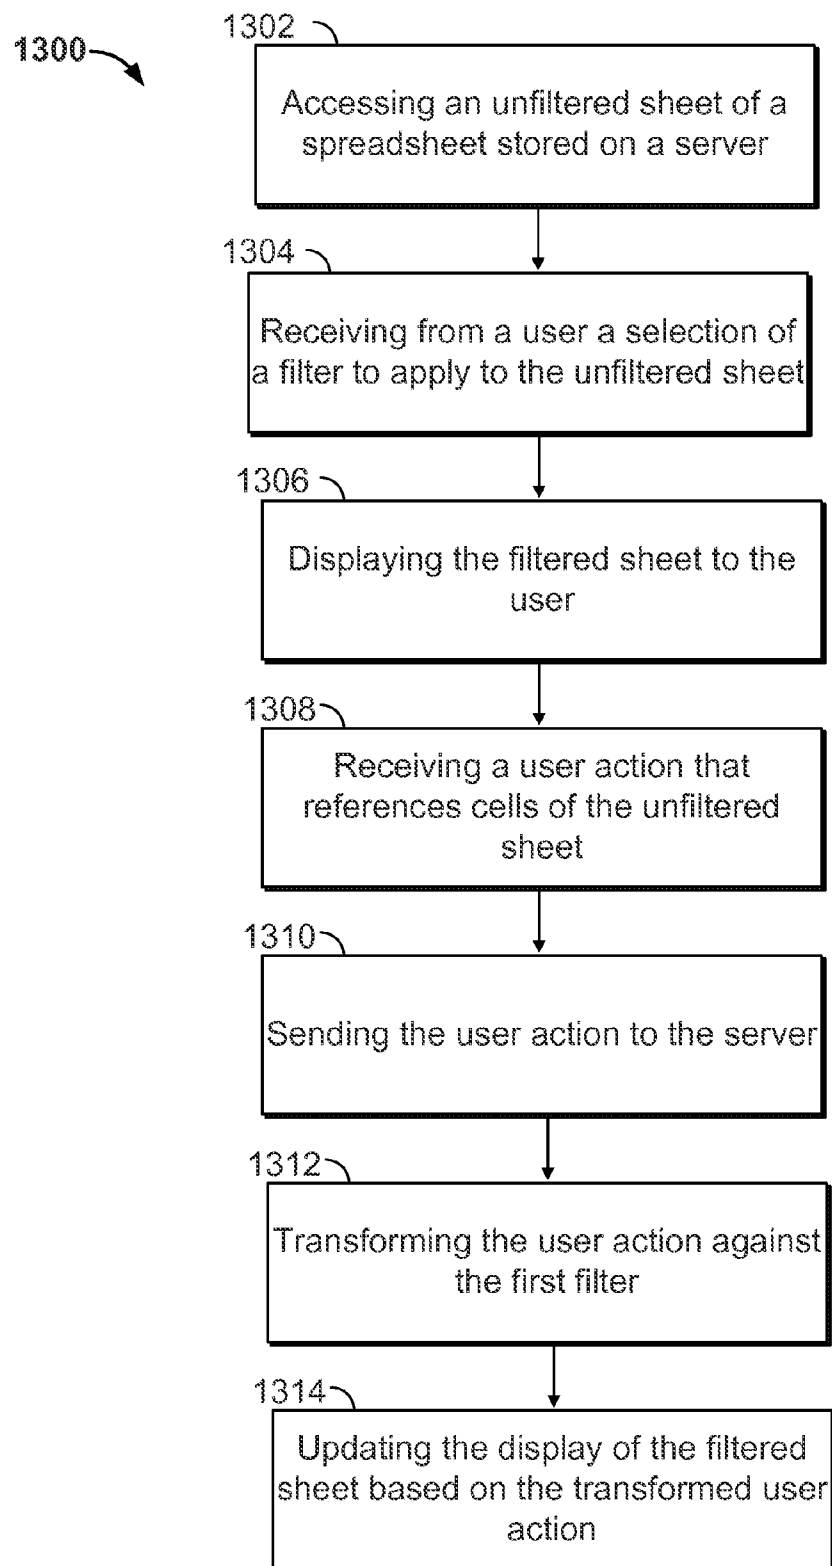 1300
1302
Accessing an unfiltered sheet of a
spreadsheet stored on a server
1304
Receiving from a user a selection of
a filter to apply to the unfiltered sheet
1306
Displaying the filtered sheet to the
user
1308
Receiving a user action that
references cells of the unfiltered
sheet
1310
Sending the user action to the server
1312
Transforming the user action against
the first filter
1314
Updating the display of the filtered
sheet based on the transformed user
action